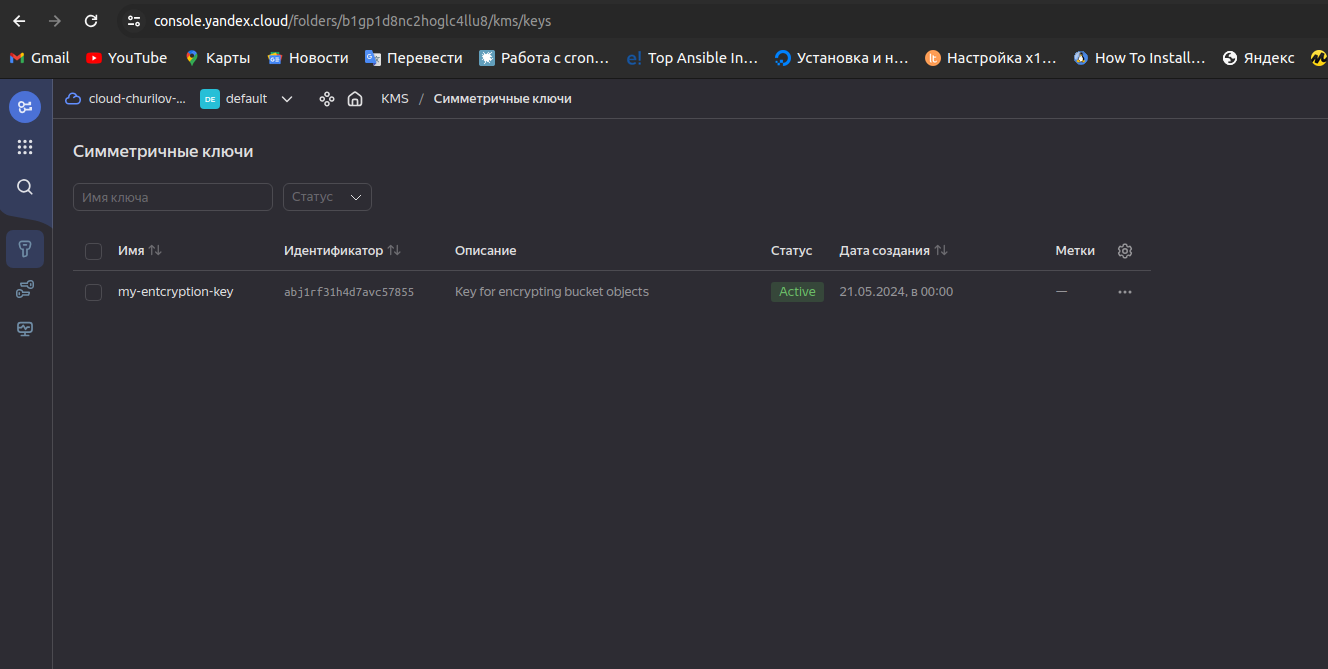 console.yandex.cloud/folders/b1gp1d8nc2hoglc4llu8/kms/keys
Gmail YouTube Карты Новости Перевести Работа с cron... e! Top Ansible In... Установка и н... lt Настройка x1... How To Install... Яндекс
cloud-churilov-... DE default KMS / Симметричные ключи
Симметричные ключи
Имя ключа Статус
Имя Идентификатор Описание Статус Дата создания Метки
my-entcryption-key abj1rf31h4d7avc57855 Key for encrypting bucket objects Active 21.05.2024, в 00:00 —